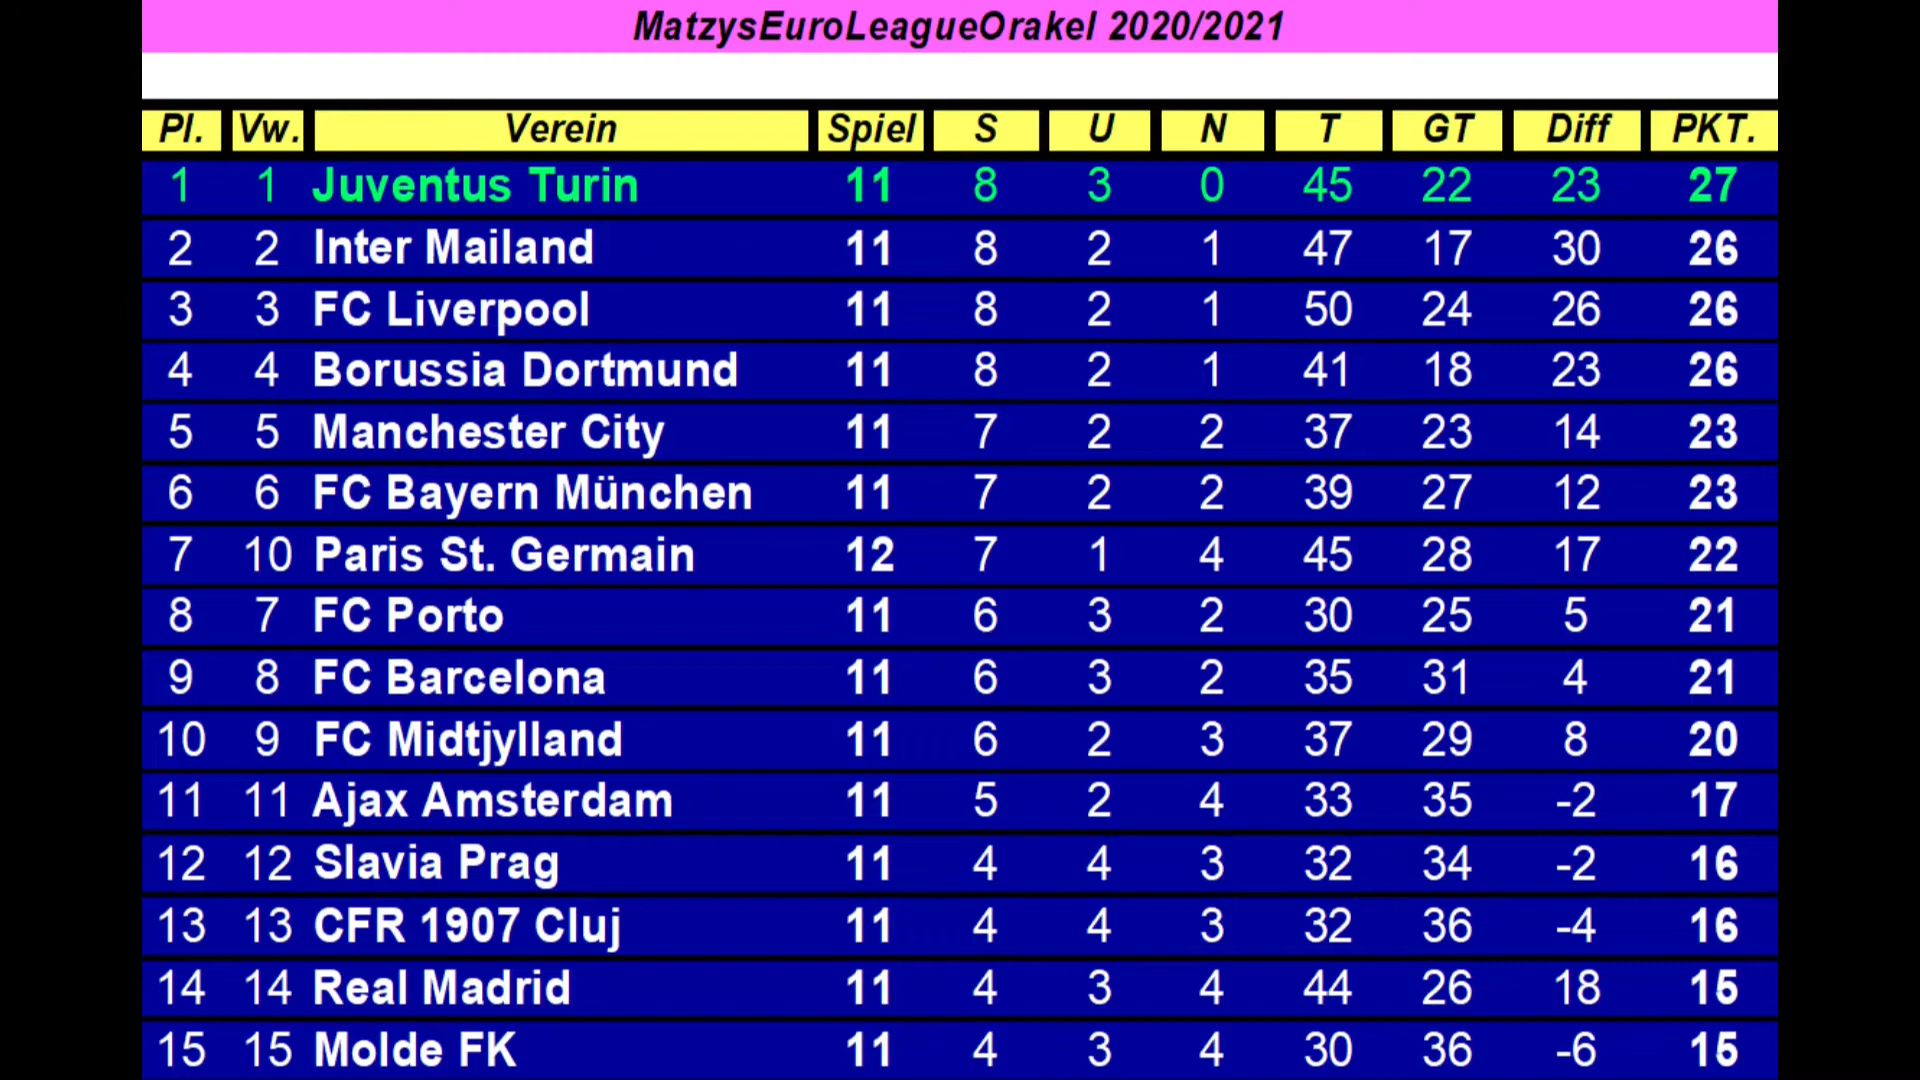 MatzysEuroLeagueOrakel 2020/2021
Pl. Vw. Verein Spiel S U N T GT Diff PKT.
1 1 Juventus Turin 11 8 3 0 45 22 23 27
2 2 Inter Mailand 11 8 2 1 47 17 30 26
3 3 FC Liverpool 11 8 2 1 50 24 26 26
4 4 Borussia Dortmund 11 8 2 1 41 18 23 26
5 5 Manchester City 11 7 2 2 37 23 14 23
6 6 FC Bayern München 11 7 2 2 39 27 12 23
7 10 Paris St. Germain 12 7 1 4 45 28 17 22
8 7 FC Porto 11 6 3 2 30 25 5 21
9 8 FC Barcelona 11 6 3 2 35 31 4 21
10 9 FC Midtjylland 11 6 2 3 37 29 8 20
11 11 Ajax Amsterdam 11 5 2 4 33 35 -2 17
12 12 Slavia Prag 11 4 4 3 32 34 -2 16
13 13 CFR 1907 Cluj 11 4 4 3 32 36 -4 16
14 14 Real Madrid 11 4 3 4 44 26 18 15
15 15 Molde FK 11 4 3 4 30 36 -6 15